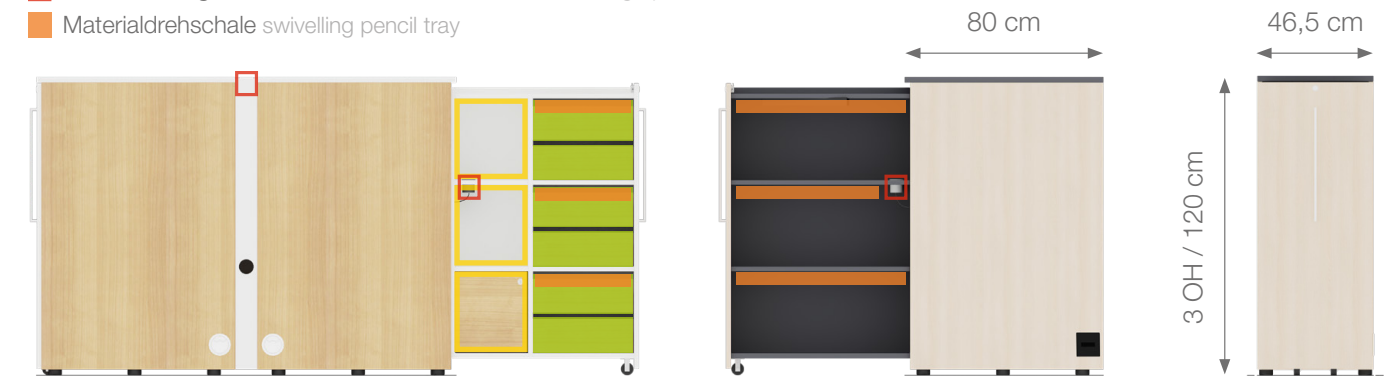 Materialdrehschale swivelling pencil tray
80 cm
46,5 cm
3 OH / 120 cm